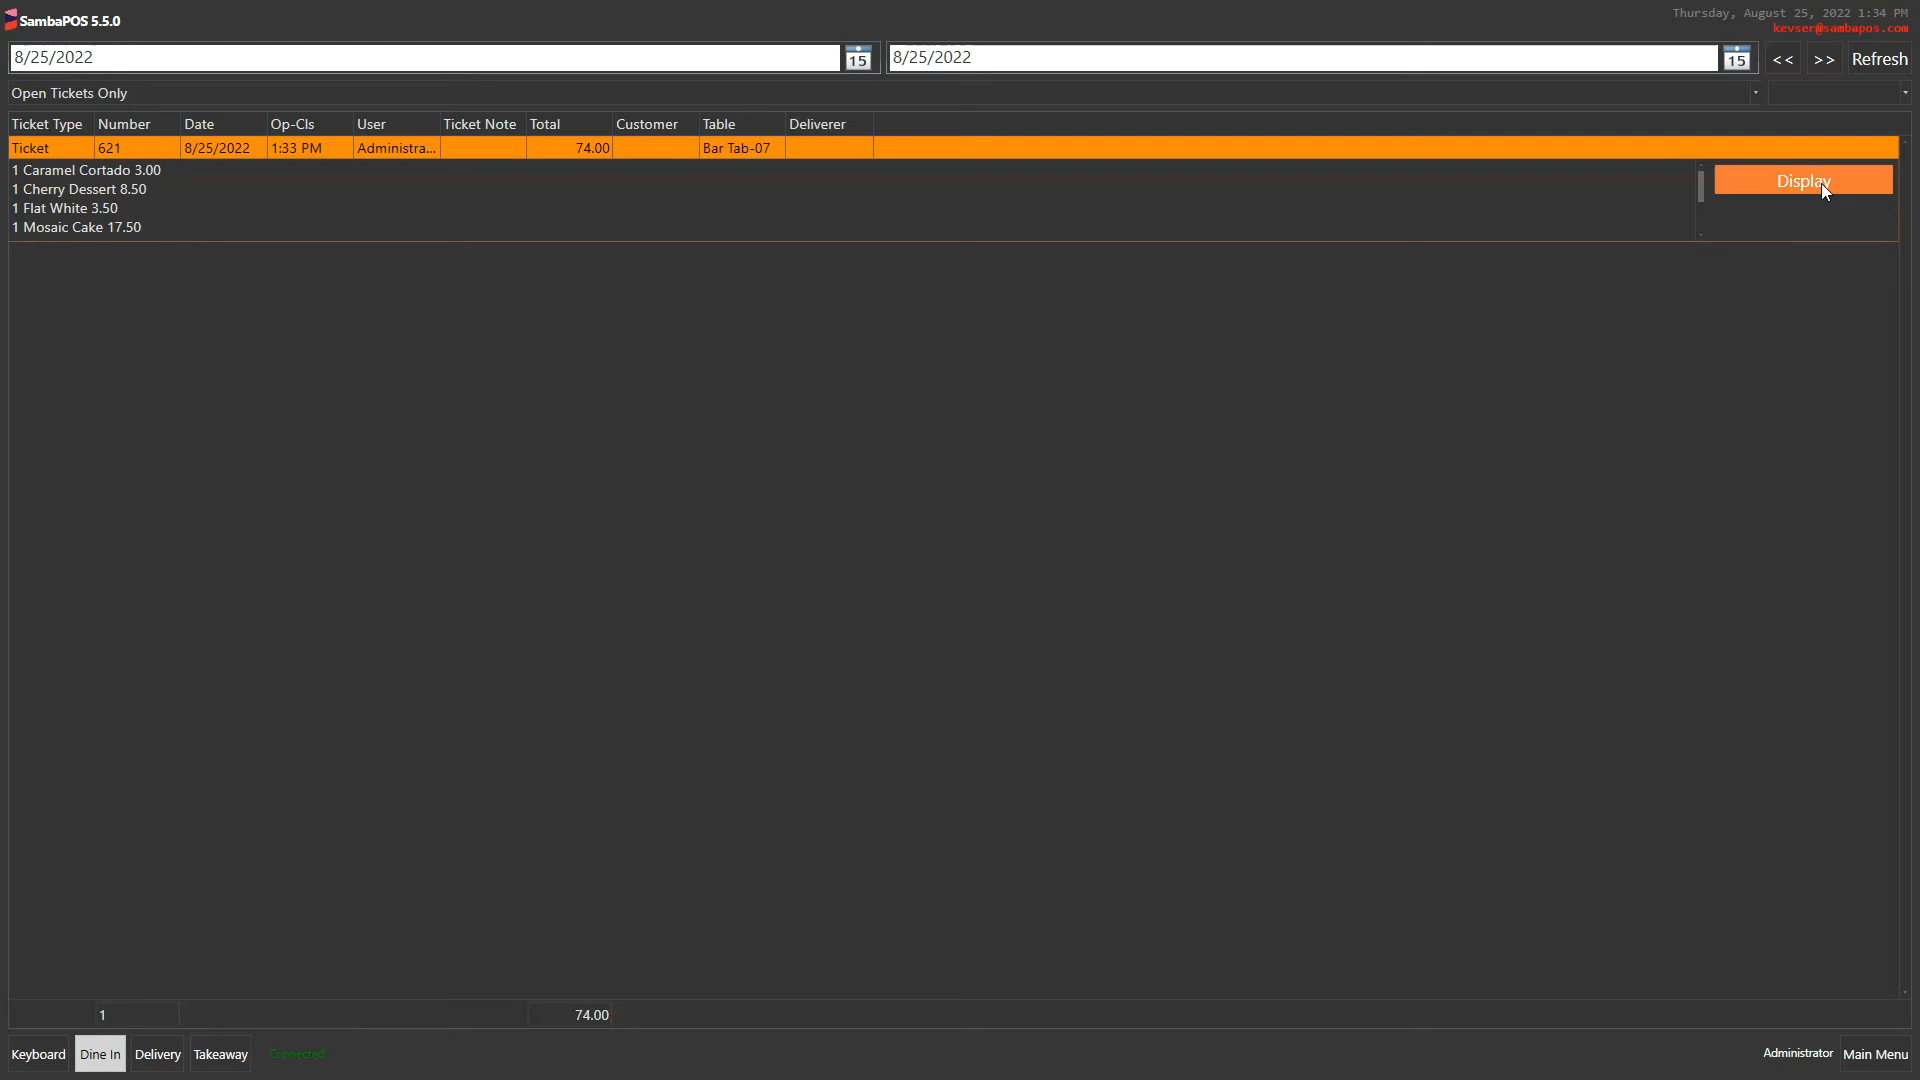 SambaPOS 5.5.0
Thursday, August 25, 2022 1:34 PM
kevser@sambapos.com
8/25/2022 15 8/25/2022 15 << >> Refresh
Open Tickets Only
Ticket Type Number Date Op-Cls User Ticket Note Total Customer Table Deliverer
Ticket 621 8/25/2022 1:33 PM Administra... 74.00 Bar Tab-07
1 Caramel Cortado 3.00
Display
1 Cherry Dessert 8.50
1 Flat White 3.50
1 Mosaic Cake 17.50
1 74.00
Keyboard Dine In Delivery Takeaway Connected Administrator Main Menu